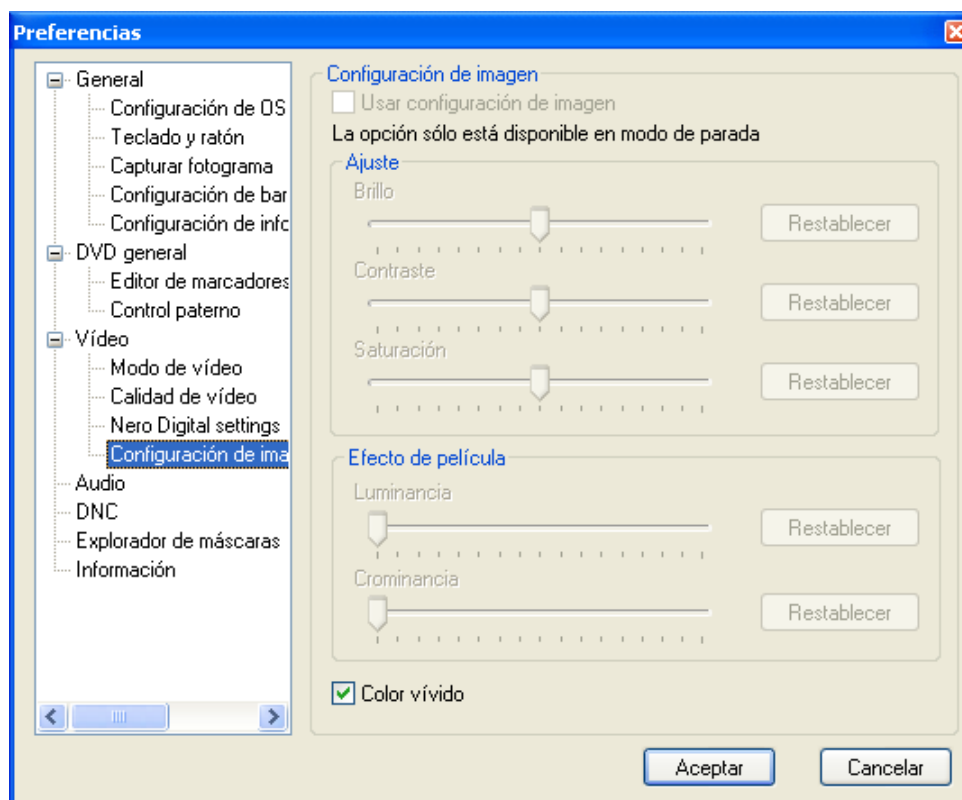 Preferencias
General
Configuración de OS
Teclado y ratón
Capturar fotograma
Configuración de bar
Configuración de info
DVD general
Editor de marcadores
Control paterno
Vídeo
Modo de vídeo
Calidad de vídeo
Nero Digital settings
Configuración de ima
Audio
DNC
Explorador de máscaras
Información
Configuración de imagen
Usar configuración de imagen
La opción sólo está disponible en modo de parada
Ajuste
Brillo
Restablecer
Contraste
Restablecer
Saturación
Restablecer
Efecto de película
Luminancia
Restablecer
Crominancia
Restablecer
Color vívido
Aceptar Cancelar